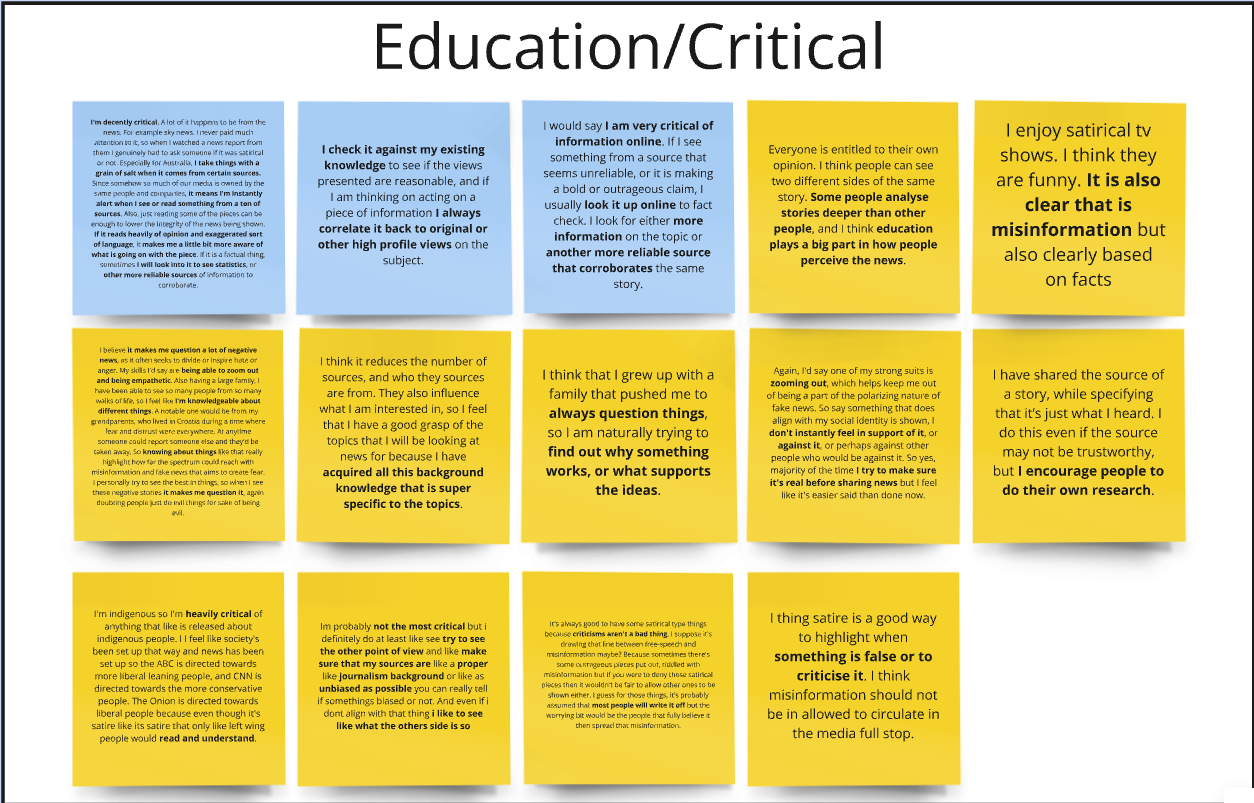 Education/Critical
I'm decently critical. A lot of it happens to be from the
news. For example sky news. I never paid much
attention to it, so when I watched a news report from
them I genuinely had to ask someone if it was satirical
or not. Especially for Australia, I take things with a
grain of salt when it comes from certain sources.
Since somehow so much of our media is owned by the
same people and companies, it means I'm instantly
alert when I see or read something from a ton of
sources. Also, just reading some of the pieces can be
enough to lower the integrity of the news being shown.
If it reads heavily of opinion and exaggerated sort
of language, it makes me a little bit more aware of
what is going on with the piece. If it is a factual thing,
sometimes I will look into it to see statistics, or
other more reliable sources of information to
corroborate.
I check it against my existing
knowledge to see if the views
presented are reasonable, and if
I am thinking on acting on a
piece of information I always
correlate it back to original or
other high profile views on the
subject.
I would say I am very critical of
information online. If I see
something from a source that
seems unreliable, or it is making
a bold or outrageous claim, I
usually look it up online to fact
check. I look for either more
information on the topic or
another more reliable source
that corroborates the same
story.
Everyone is entitled to their own
opinion. I think people can see
two different sides of the same
story. Some people analyse
stories deeper than other
people, and I think education
plays a big part in how people
perceive the news.
I enjoy satirical tv
shows. I think they
are funny. It is also
clear that is
misinformation but
also clearly based
on facts
I believe it makes me question a lot of negative
news, as it often seeks to divide or inspire hate or
anger. My skills I'd say are being able to zoom out
and being empathetic. Also having a large family, I
have been able to see so many people from so many
walks of life, so I feel like I'm knowledgeable about
different things. A notable one would be from my
grandparents, who lived in Croatia during a time where
fear and distrust were everywhere. At anytime
someone could report someone else and they'd be
taken away. So knowing about things like that really
highlight how far the spectrum could reach with
misinformation and fake news that aims to create fear.
I personally try to see the best in things, so when I see
these negative stories, it makes me question it, again
doubting people just do evil things for sake of being
evil.
I think it reduces the number of
sources, and who they sources
are from. They also influence
what I am interested in, so I feel
that I have a good grasp of the
topics that I will be looking at
news for because I have
acquired all this background
knowledge that is super
specific to the topics.
I think that I grew up with a
family that pushed me to
always question things,
so I am naturally trying to
find out why something
works, or what supports
the ideas.
Again, I'd say one of my strong suits is
zooming out, which helps keep me out
of being a part of the polarizing nature of
fake news. So say something that does
align with my social identity is shown, I
don't instantly feel in support of it, or
against it, or perhaps against other
people who would be against it. So yes,
majority of the time I try to make sure
it's real before sharing news but I feel
like it's easier said than done now.
I have shared the source of
a story, while specifying
that it's just what I heard. I
do this even if the source
may not be trustworthy,
but I encourage people to
do their own research.
I'm indigenous so I'm heavily critical of
anything that like is released about
indigenous people. I I feel like society's
been set up that way and news has been
set up so the ABC is directed towards
more liberal leaning people, and CNN is
directed towards the more conservative
people. The Onion is directed towards
liberal people because even though it's
satire like its satire that only like left wing
people would read and understand.
Im probably not the most critical but i
definitely do at least like see try to see
the other point of view and like make
sure that my sources are like a proper
like journalism background or like as
unbiased as possible you can really tell
if somethings biased or not. And even if i
dont align with that thing i like to see
like what the others side is so
It's always good to have some satirical type things
because criticisms aren't a bad thing. I suppose it's
drawing that line between free-speech and
misinformation maybe? Because sometimes there's
some outrageous pieces put out, riddled with
misinformation but if you were to deny those satirical
pieces then it wouldn't be fair to allow other ones to be
shown either. I guess for those things, it's probably
assumed that most people will write it off but the
worrying bit would be the people that fully believe it
then spread that misinformation.
I thing satire is a good way
to highlight when
something is false or to
criticise it. I think
misinformation should not
be in allowed to circulate in
the media full stop.